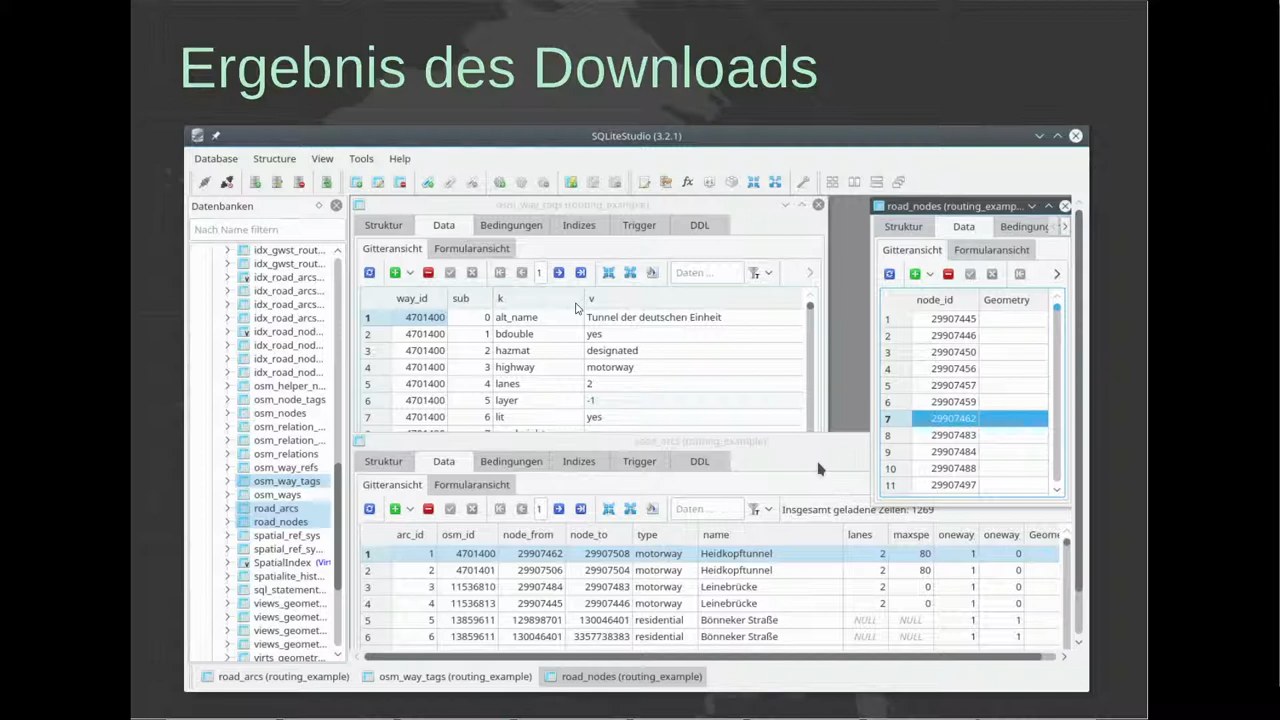 Ergebnis des Downloads
SQLiteStudio (3.2.1)
Database Structure View Tools Help
Datenbanken
Nach Name filtern
idx_gwst_rout...
idx_gwst_rout...
idx_road_arcs...
idx_road_arcs...
idx_road_arcs...
idx_road_arcs...
idx_road_nod...
idx_road_nod...
idx_road_nod...
idx_road_nod...
osm_helper_n...
osm_node_tags
osm_nodes
osm_relation_...
osm_relation_...
osm_relations
osm_way_refs
osm_way_tags
osm_ways
road_arcs
road_nodes
spatial_ref_sys
spatial_ref_sy...
SpatialIndex (Virt
spatialite_hist...
sql_statement...
views_geomet...
views_geomet...
views_geomet...
views_geomet...
virts_geometr...
osm_way_tags (routing_example)
Struktur Data Bedingungen Indizes Trigger DDL
Gitteransicht Formularansicht
1 Daten ...
way_id sub k v
1 4701400 0 alt_name Tunnel der deutschen Einheit
2 4701400 1 bdouble yes
3 4701400 2 hazmat designated
4 4701400 3 highway motorway
5 4701400 4 lanes 2
6 4701400 5 layer -1
7 4701400 6 lit yes
road_nodes (routing_examp...
Struktur Data Bedingung
Gitteransicht Formularansicht
node_id Geometry
1 29907445
2 29907446
3 29907450
4 29907456
5 29907457
6 29907459
7 29907462
8 29907483
9 29907484
10 29907488
11 29907497
road_arcs (routing_example)
Struktur Data Bedingungen Indizes Trigger DDL
Gitteransicht Formularansicht
1 Daten ... Insgesamt geladene Zeilen: 1269
arc_id osm_id node_from node_to type name lanes maxspe oneway oneway Geome
1 1 4701400 29907462 29907508 motorway Heidkopftunnel 2 80 1 0
2 2 4701401 29907506 29907504 motorway Heidkopftunnel 2 80 1 0
3 3 11536810 29907484 29907483 motorway Leinebrücke 2 0 1 0
4 4 11536813 29907445 29907446 motorway Leinebrücke 2 0 1 0
5 5 13859611 129898701 130046401 residential Bönneker Straße NULL NULL 1 1
6 6 13859611 130046401 3357738383 residential Bönneker Straße NULL NULL 1 1
road_arcs (routing_example) osm_way_tags (routing_example) road_nodes (routing_example)